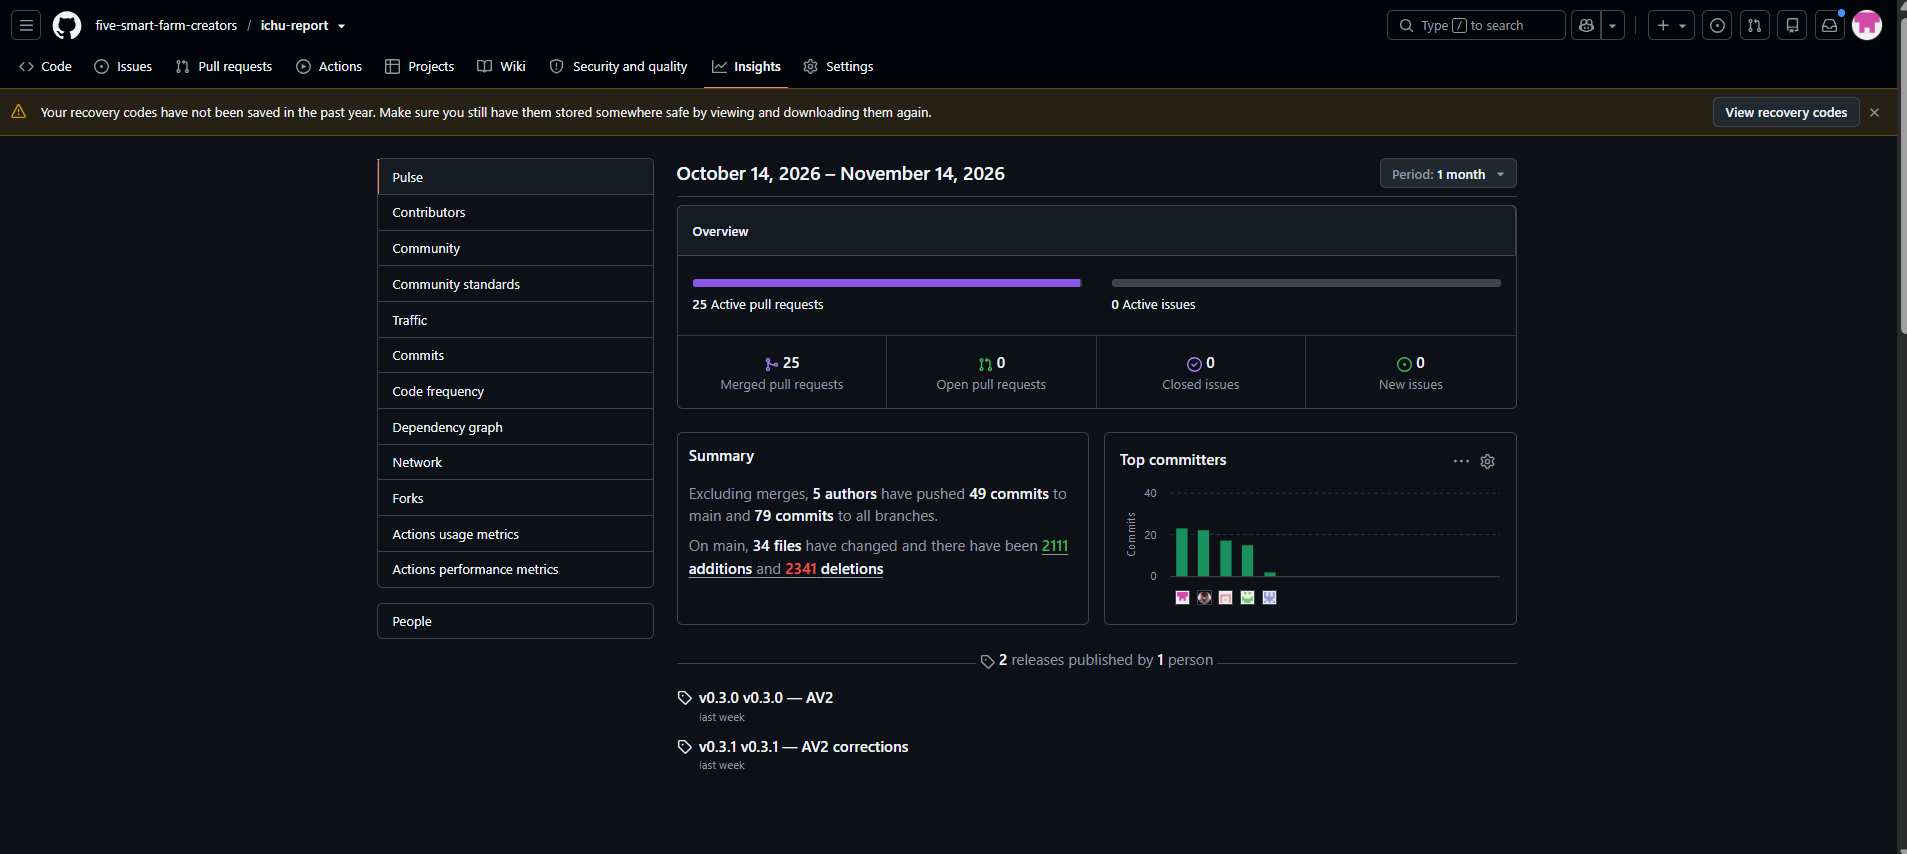 five-smart-farm-creators / ichu-report
Type / to search
Code
Issues
Pull requests
Actions
Projects
Wiki
Security and quality
Insights
Settings
Your recovery codes have not been saved in the past year. Make sure you still have them stored somewhere safe by viewing and downloading them again.
View recovery codes
Pulse
Contributors
Community
Community standards
Traffic
Commits
Code frequency
Dependency graph
Network
Forks
Actions usage metrics
Actions performance metrics
People
October 14, 2026 – November 14, 2026
Period: 1 month
Overview
25 Active pull requests
0 Active issues
25
Merged pull requests
0
Open pull requests
0
Closed issues
0
New issues
Summary
Excluding merges, 5 authors have pushed 49 commits to
main and 79 commits to all branches.
On main, 34 files have changed and there have been 2111
additions and 2341 deletions
Top committers
Commits
40
20
0
2 releases published by 1 person
v0.3.0 v0.3.0 — AV2
last week
v0.3.1 v0.3.1 — AV2 corrections
last week